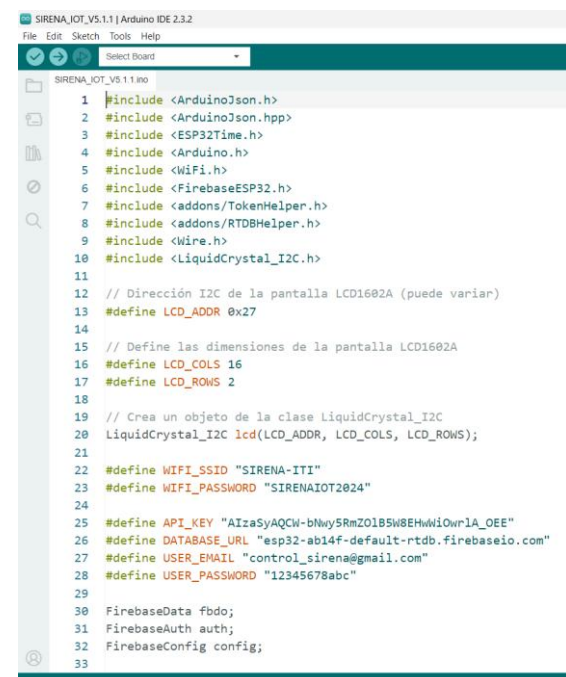 SIRENA_IOT_V5.1.1 | Arduino IDE 2.3.2
File Edit Sketch Tools Help
Select Board
SIRENA_IOT_V5.1.1.ino
1 #include <ArduinoJson.h>
2 #include <ArduinoJson.hpp>
3 #include <ESP32Time.h>
4 #include <Arduino.h>
5 #include <WiFi.h>
6 #include <FirebaseESP32.h>
7 #include <addons/TokenHelper.h>
8 #include <addons/RTDBHelper.h>
9 #include <Wire.h>
10 #include <LiquidCrystal_I2C.h>
11
12 // Dirección I2C de la pantalla LCD1602A (puede variar)
13 #define LCD_ADDR 0x27
14
15 // Define las dimensiones de la pantalla LCD1602A
16 #define LCD_COLS 16
17 #define LCD_ROWS 2
18
19 // Crea un objeto de la clase LiquidCrystal_I2C
20 LiquidCrystal_I2C lcd(LCD_ADDR, LCD_COLS, LCD_ROWS);
21
22 #define WIFI_SSID "SIRENA-ITI"
23 #define WIFI_PASSWORD "SIRENAIOT2024"
24
25 #define API_KEY "AIzaSyAQCW-bNwy5RmZOlB5W8EHwWiOwrlA_OEE"
26 #define DATABASE_URL "esp32-ab14f-default-rtdb.firebaseio.com"
27 #define USER_EMAIL "control_sirena@gmail.com"
28 #define USER_PASSWORD "12345678abc"
29
30 FirebaseData fbdo;
31 FirebaseAuth auth;
32 FirebaseConfig config;
33